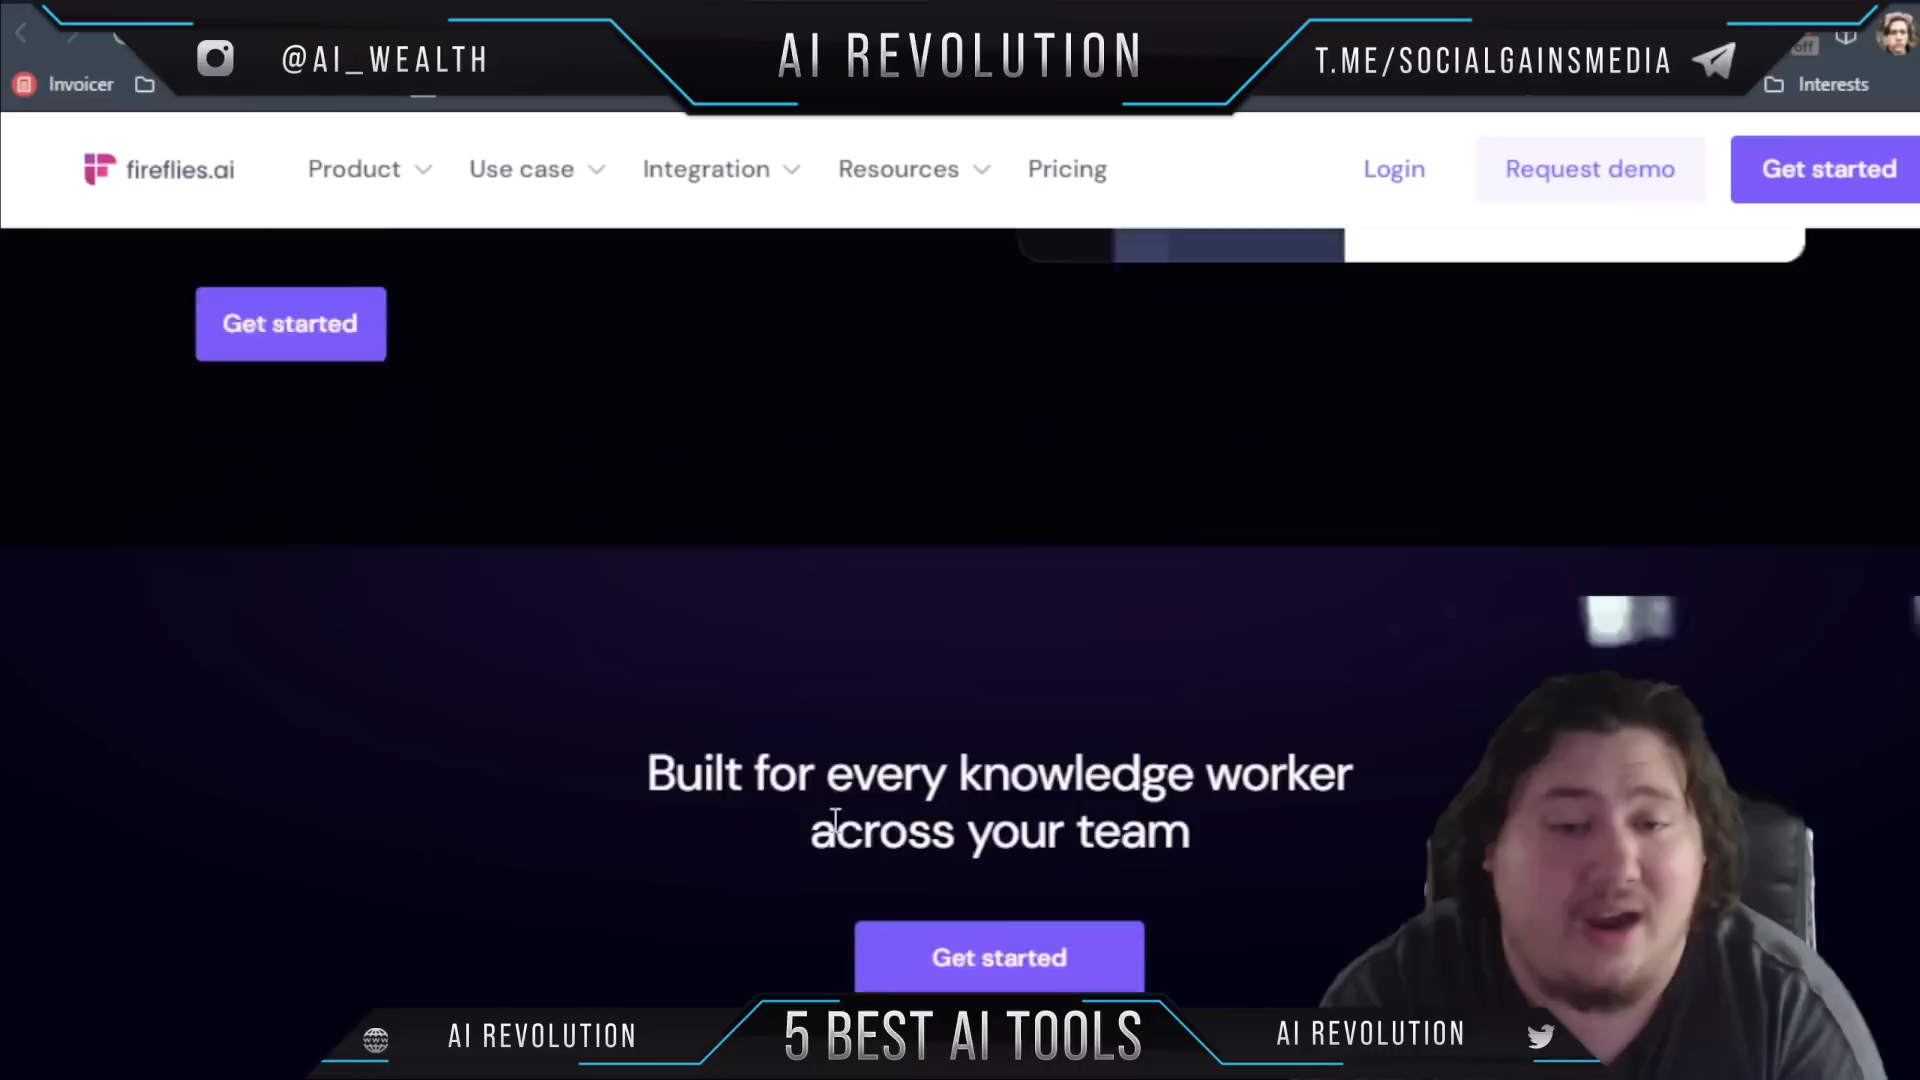 @AI_WEALTH
AI REVOLUTION
T.ME/SOCIALGAINSMEDIA
off
Invoicer
Interests
fireflies.ai
Product
Use case
Integration
Resources
Pricing
Login
Request demo
Get started
Get started
Built for every knowledge worker
across your team
Get started
AI REVOLUTION
5 BEST AI TOOLS
AI REVOLUTION